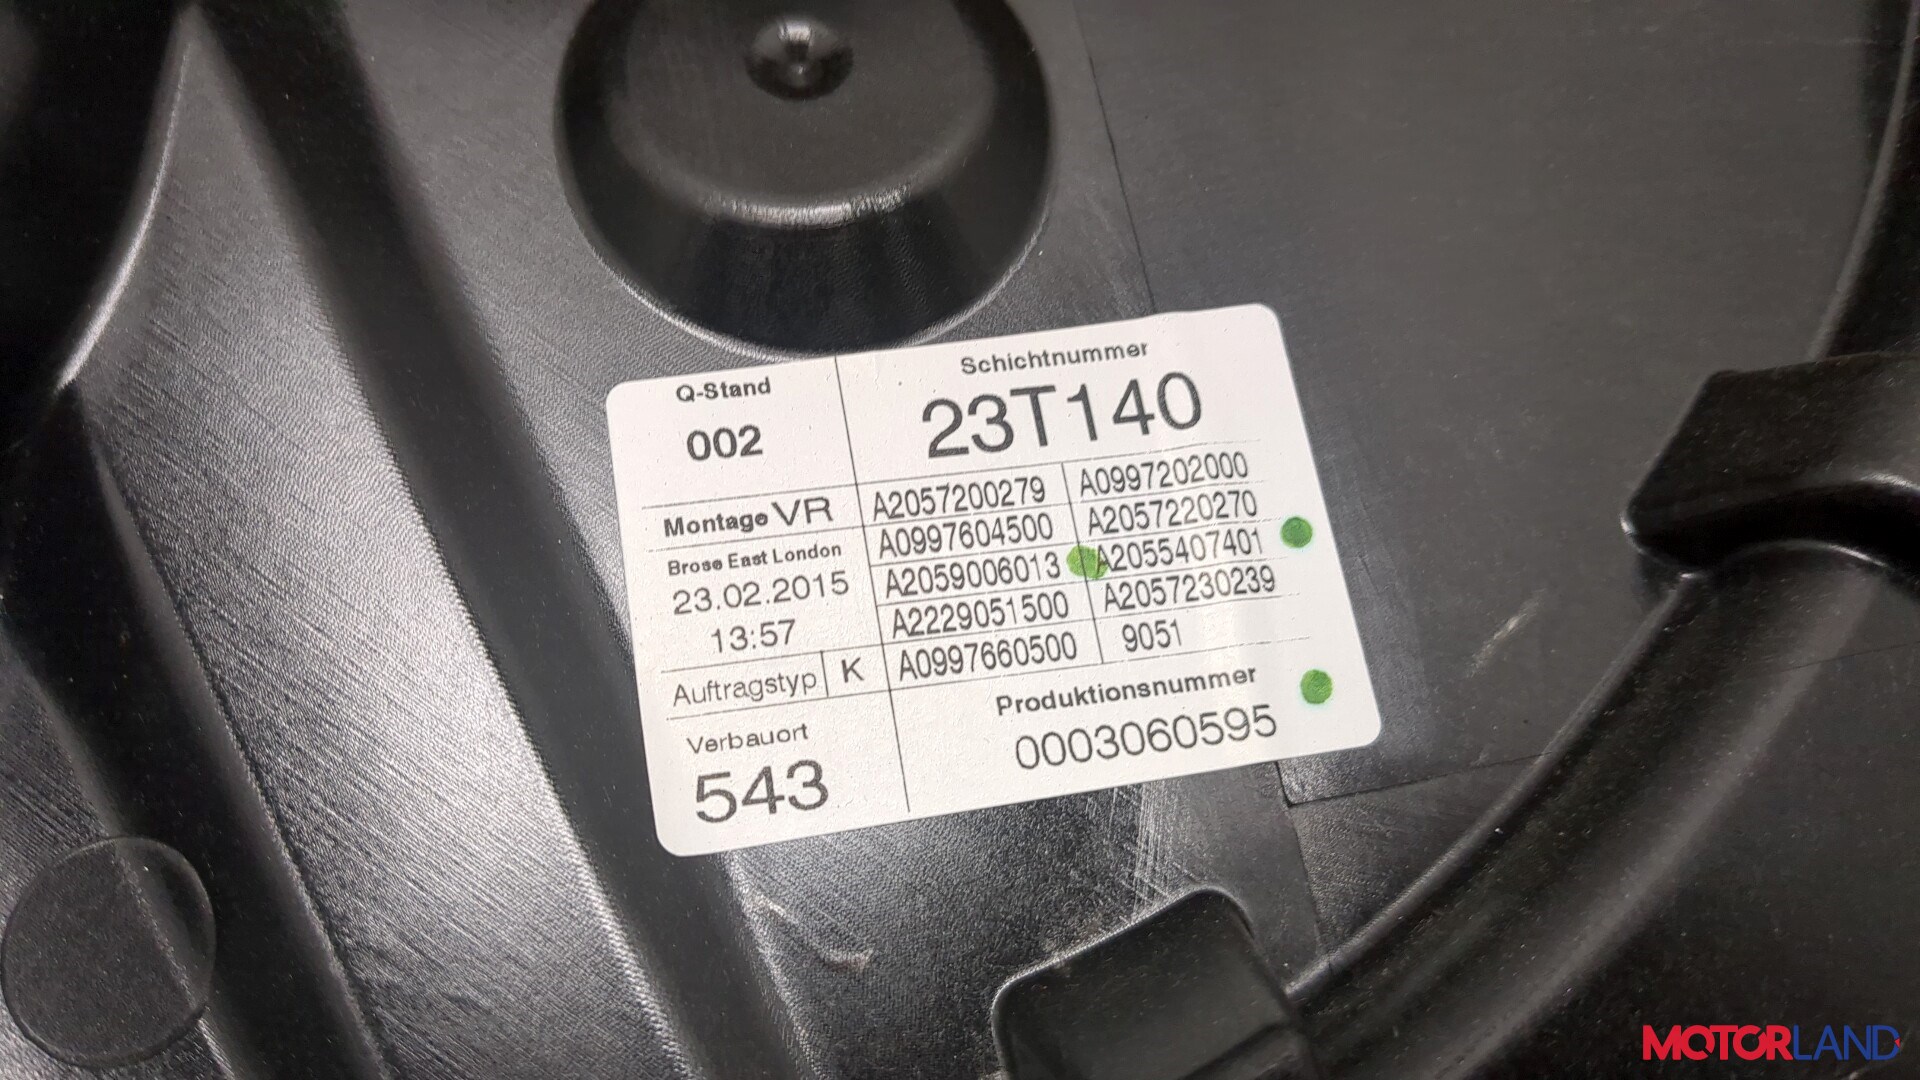 Q-Stand
002
Schichtnummer
23T140
Montage VR
Brose East London
23.02.2015
13:57
Auftragstyp K
Verbauort
543
A2057200279 A0997202000
A0997604500 A2057220270
A2059006013 A2055407401
A2229051500 A2057230239
A0997660500 9051
Produktionsnummer
0003060595
MOTORLAND